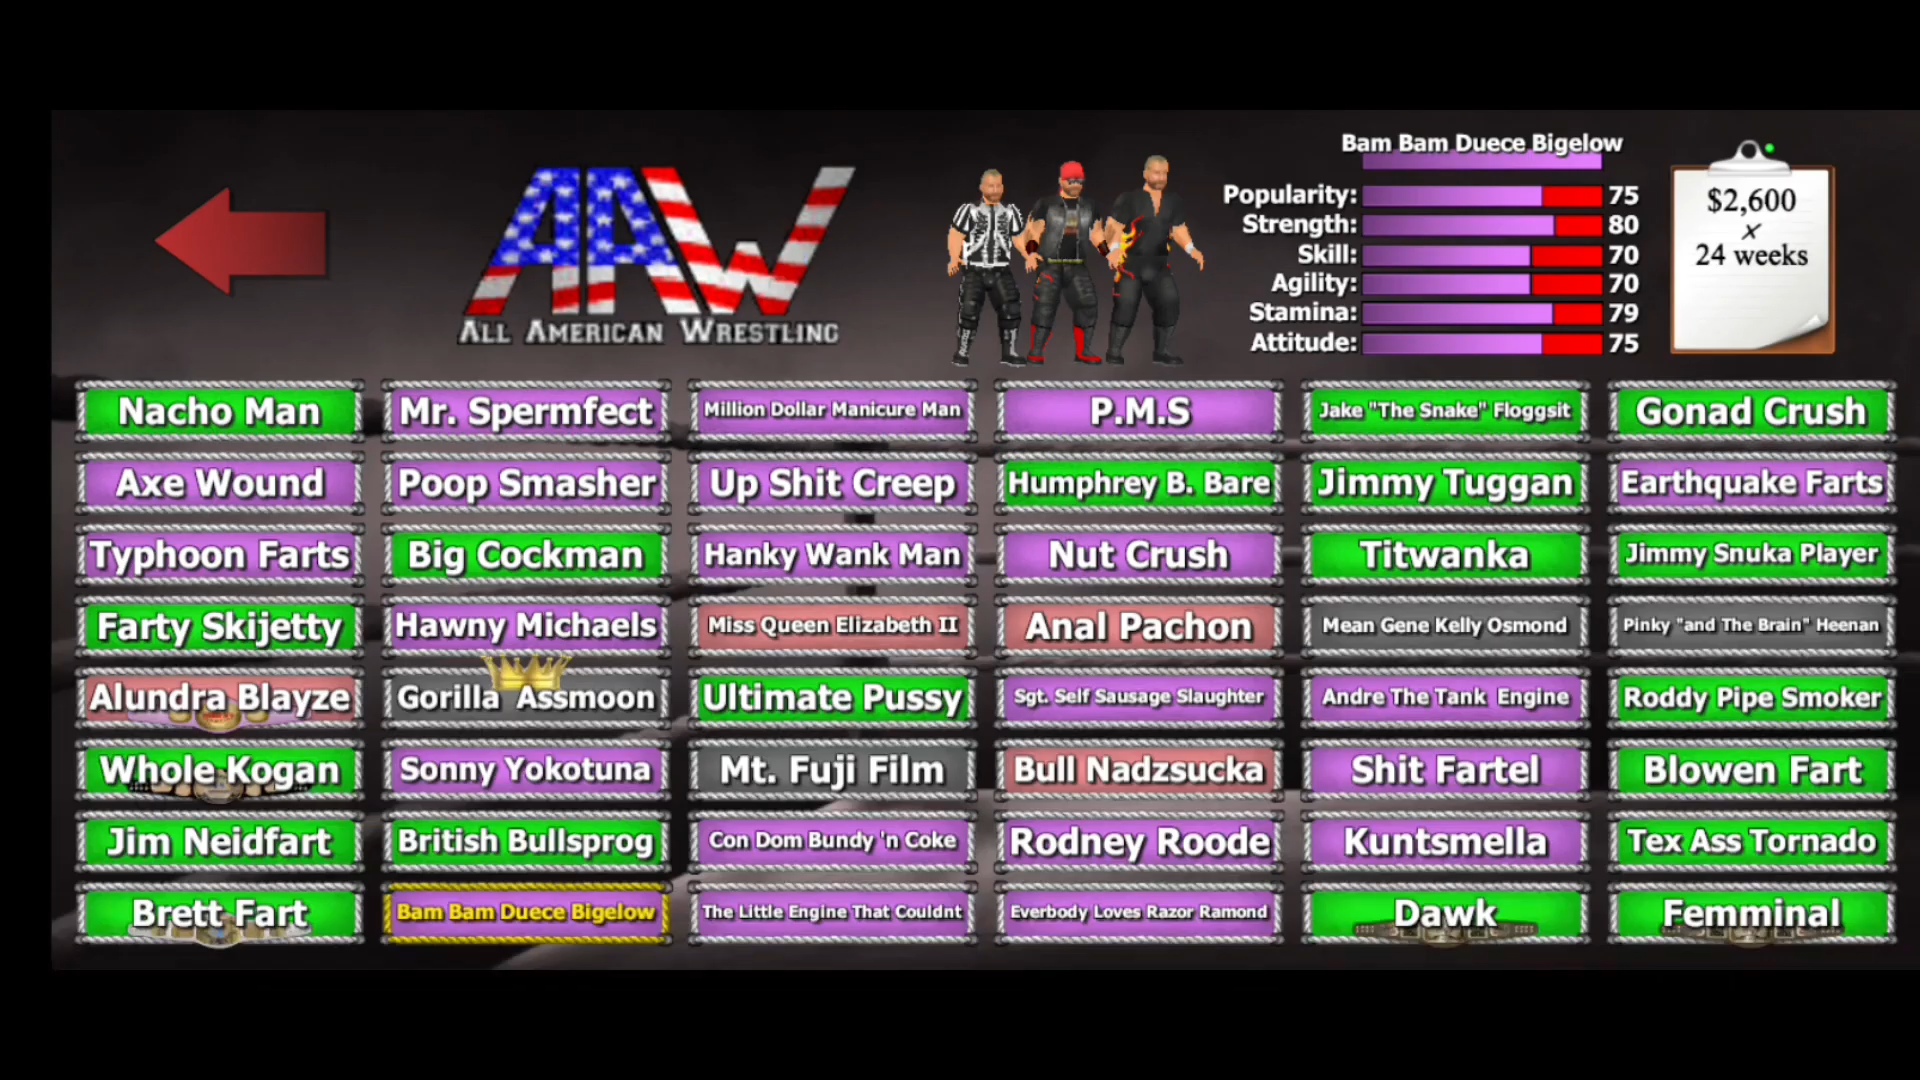 AAW
ALL AMERICAN WRESTLING
Bam Bam Duece Bigelow
Popularity: 75
Strength: 80
Skill: 70
Agility: 70
Stamina: 79
Attitude: 75
$2,600
x
24 weeks
Nacho Man
Mr. Spermfect
Million Dollar Manicure Man
P.M.S
Jake "The Snake" Floggsit
Gonad Crush
Axe Wound
Poop Smasher
Up Shit Creep
Humphrey B. Bare
Jimmy Tuggan
Earthquake Farts
Typhoon Farts
Big Cockman
Hanky Wank Man
Nut Crush
Titwanka
Jimmy Snuka Player
Farty Skijetty
Hawny Michaels
Miss Queen Elizabeth II
Anal Pachon
Mean Gene Kelly Osmond
Pinky "and The Brain" Heenan
Alundra Blayze
Gorilla Assmoon
Ultimate Pussy
Sgt. Self Sausage Slaughter
Andre The Tank Engine
Roddy Pipe Smoker
Whole Kogan
Sonny Yokotuna
Mt. Fuji Film
Bull Nadzsucka
Shit Fartel
Blowen Fart
Jim Neidfart
British Bullsprog
Con Dom Bundy 'n Coke
Rodney Roode
Kuntsmella
Tex Ass Tornado
Brett Fart
Bam Bam Duece Bigelow
The Little Engine That Couldnt
Everbody Loves Razor Ramond
Dawk
Femminal